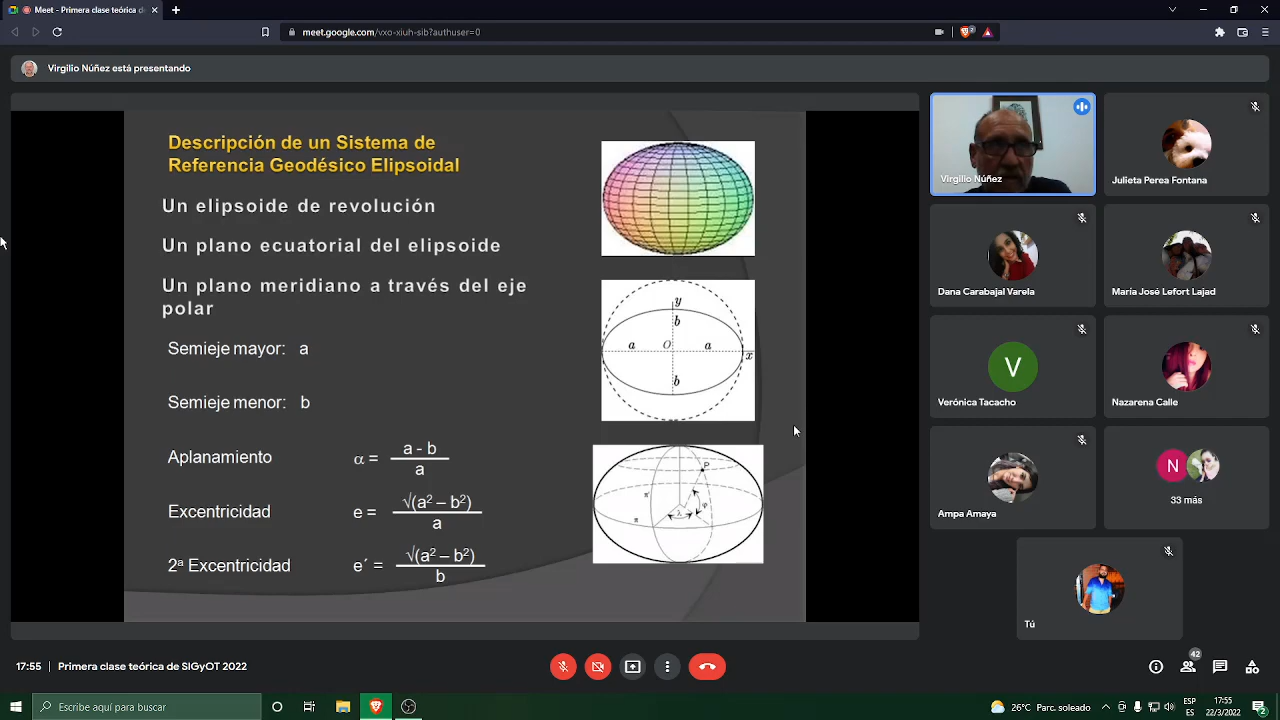 Meet - Primera clase teórica d
meet.google.com/vxo-xiuh-sib?authuser=0
2
Virgilio Núñez está presentando
Descripción de un Sistema de
Referencia Geodésico Elipsoidal
Un elipsoide de revolución
Un plano ecuatorial del elipsoide
Un plano meridiano a través del eje
polar
Semieje mayor: a
Semieje menor: b
Aplanamiento α = a - b
a
Excentricidad e = √(a² – b²)
a
2ª Excentricidad e´ = √(a² – b²)
b
y
b
a O a
x
b
P
π'
φ
λ
π
Virgilio Núñez
Julieta Perea Fontana
Dana Carabajal Varela
María José Lefort Lajad
V
Verónica Tacacho
Nazarena Calle
Ampa Amaya
N
33 más
Tú
17:55 Primera clase teórica de SIGyOT 2022
42
Escribe aquí para buscar
26°C Parc. soleado
ESP
ES
17:55
22/3/2022
2